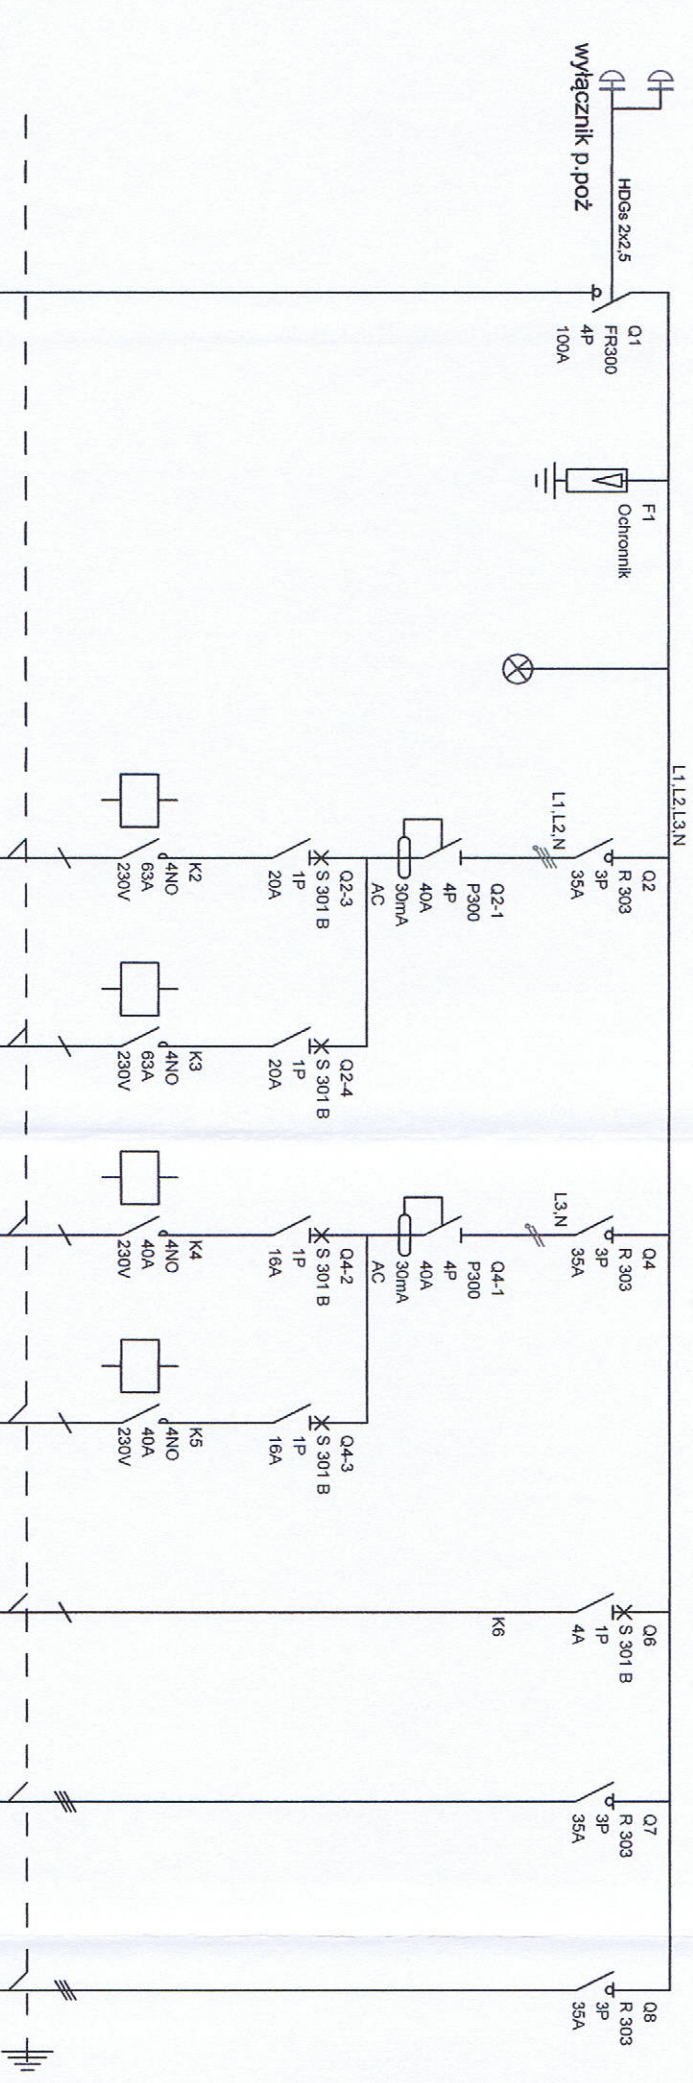 wyłącznik p.poż
HDGs 2x2,5
Q1
FR300
4P
100A
F1
Ochronnik
L1,L2,L3,N
Q2
R 303
3P
35A
L1,L2,N
Q2-1
P300
4P
40A
30mA
AC
Q2-3
S 301 B
1P
20A
K2
4NO
63A
230V
Q2-4
S 301 B
1P
20A
K3
4NO
63A
230V
Q4
R 303
3P
35A
L3,N
Q4-1
P300
4P
40A
30mA
AC
Q4-2
S 301 B
1P
16A
K4
4NO
40A
230V
Q4-3
S 301 B
1P
16A
K5
4NO
40A
230V
Q6
S 301 B
1P
4A
K6
Q7
R 303
3P
35A
Q8
R 303
3P
35A